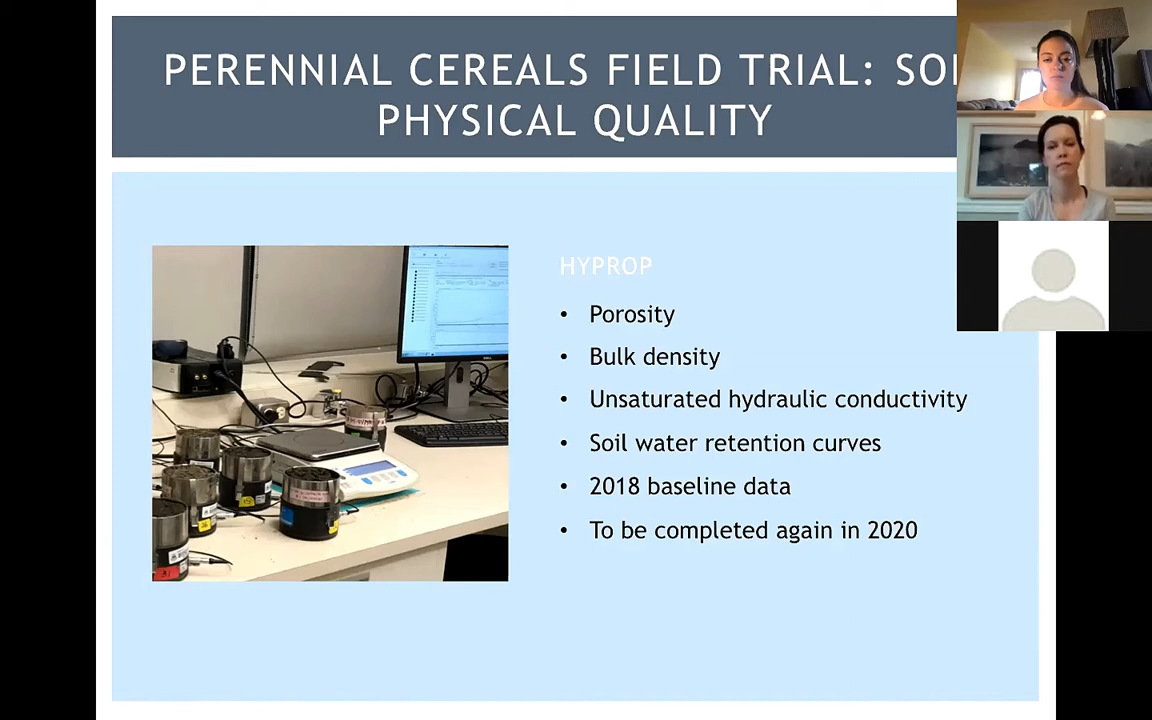 PERENNIAL CEREALS FIELD TRIAL: SOI
PHYSICAL QUALITY
HYPROP
• Porosity
• Bulk density
• Unsaturated hydraulic conductivity
• Soil water retention curves
• 2018 baseline data
• To be completed again in 2020